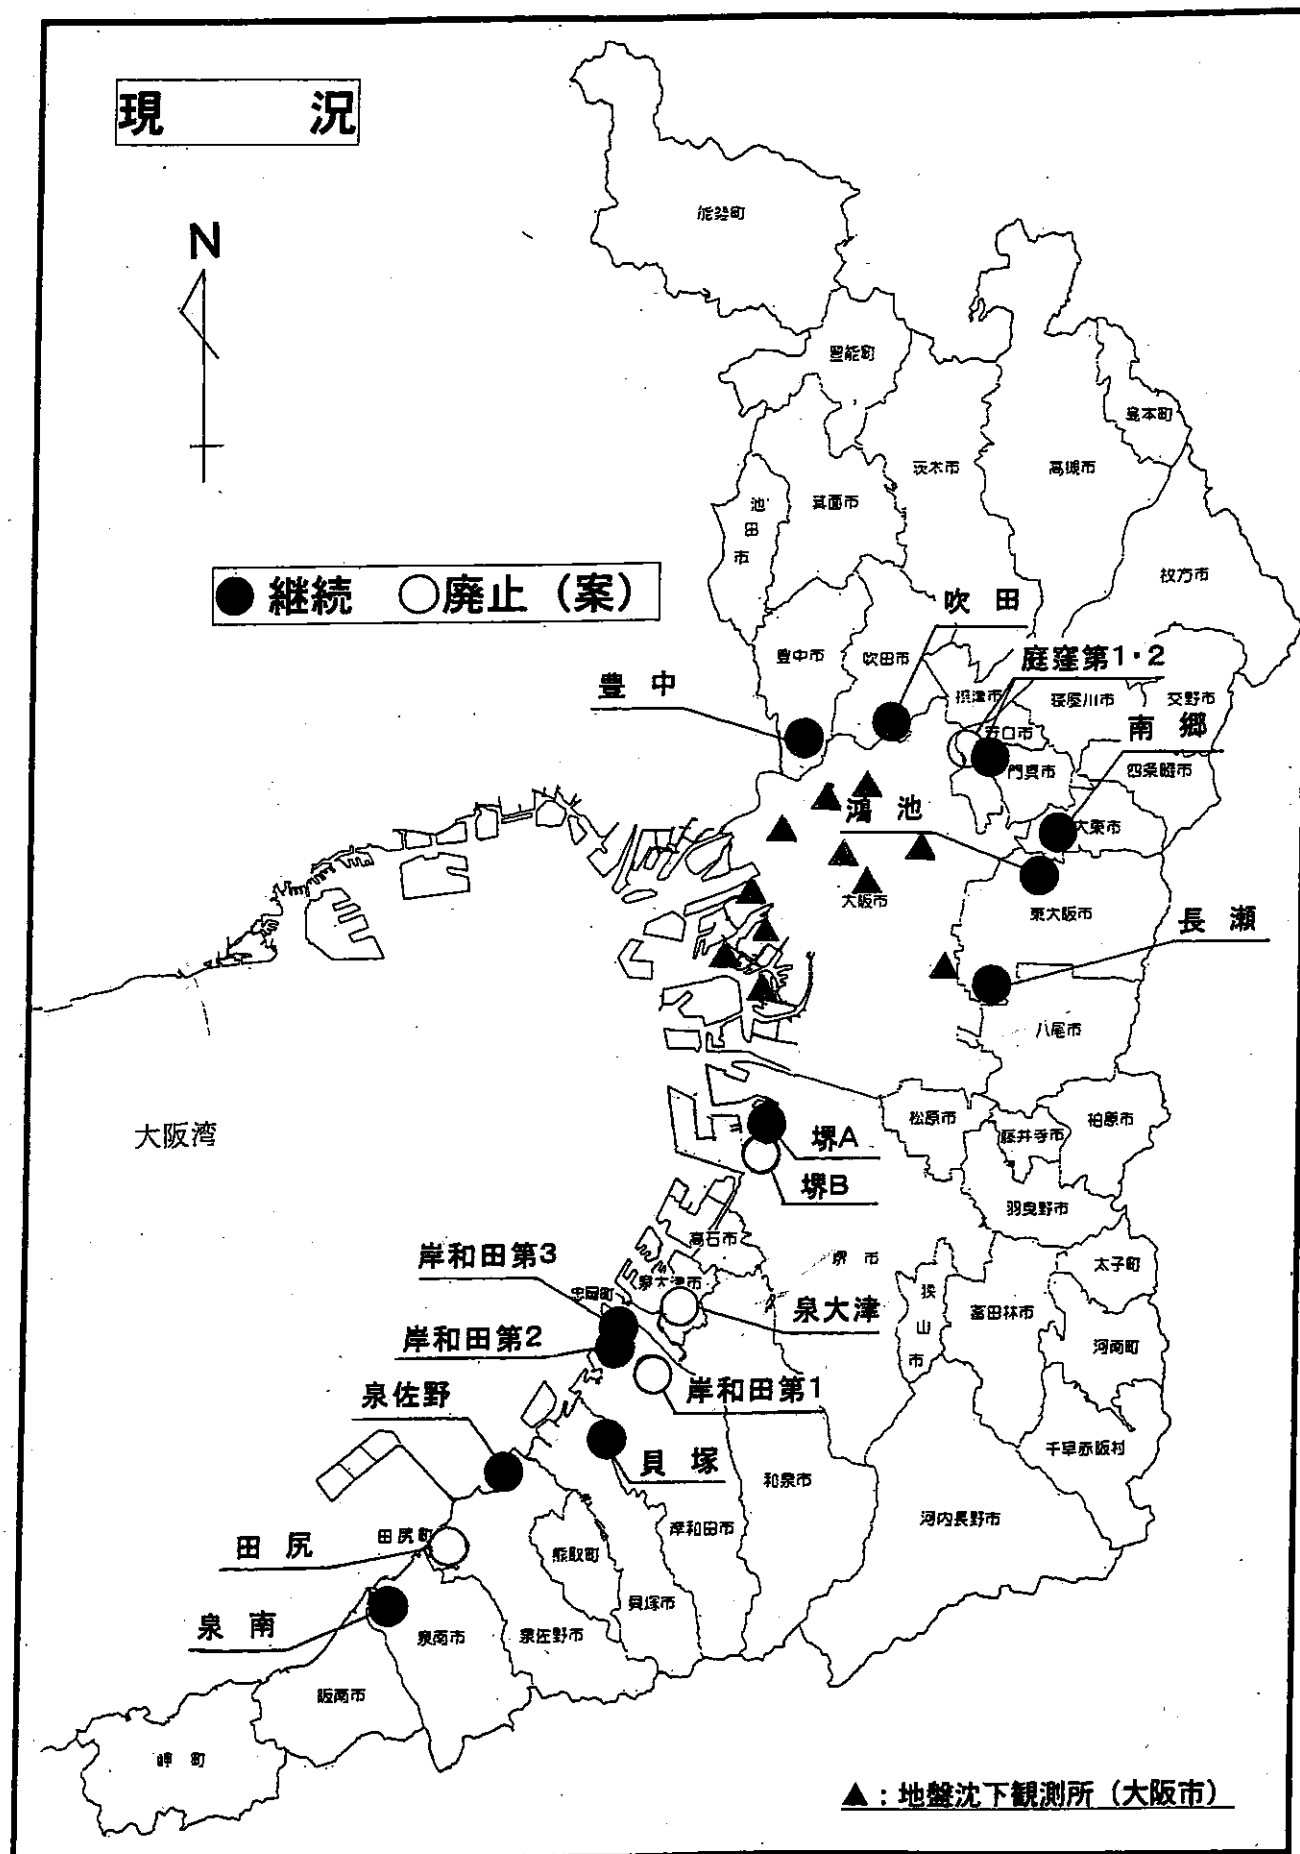 現 況
N
能勢町
豊能町
島本町
茨木市
高槻市
箕面市
池田市
枚方市
●継続 ○廃止（案）
吹 田
豊中市
吹田市
庭窪第1・2
豊 中
摂津市
寝屋川市
交野市
守口市
南 郷
門真市
四条畷市
鴻 池
大東市
大阪市
東大阪市
長 瀬
八尾市
大阪湾
松原市
藤井寺市
柏原市
堺A
堺B
羽曳野市
高石市
岸和田第3
堺 市
太子町
泉大津市
忠岡町
狭山市
富田林市
泉大津
岸和田第2
河南町
泉佐野
岸和田第1
千早赤阪村
貝 塚
和泉市
河内長野市
岸和田市
田尻町
田 尻
熊取町
貝塚市
泉 南
泉南市
泉佐野市
阪南市
岬 町
▲：地盤沈下観測所（大阪市）